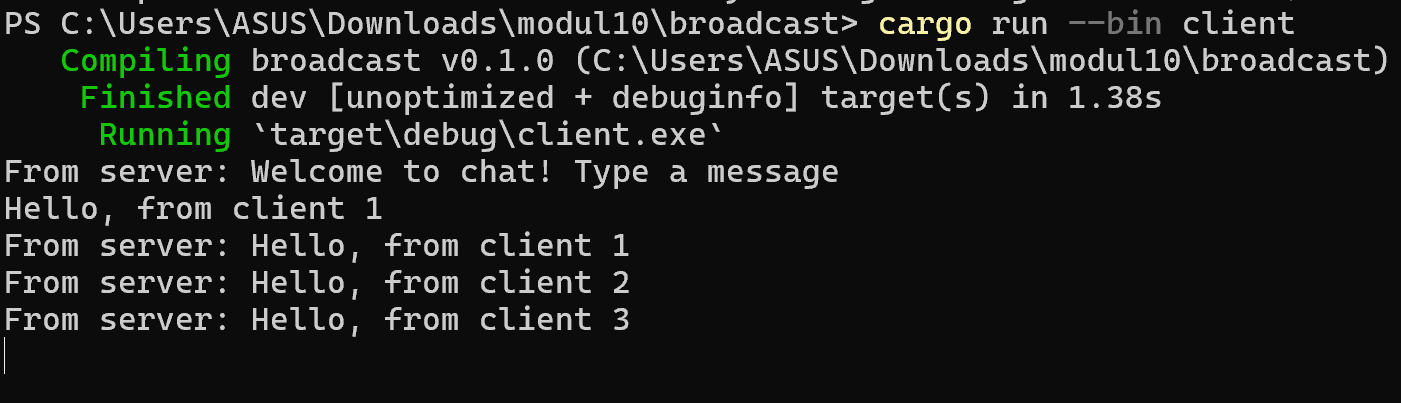 PS C:\Users\ASUS\Downloads\modul10\broadcast> cargo run --bin client
Compiling broadcast v0.1.0 (C:\Users\ASUS\Downloads\modul10\broadcast)
Finished dev [unoptimized + debuginfo] target(s) in 1.38s
Running `target\debug\client.exe`
From server: Welcome to chat! Type a message
Hello, from client 1
From server: Hello, from client 1
From server: Hello, from client 2
From server: Hello, from client 3